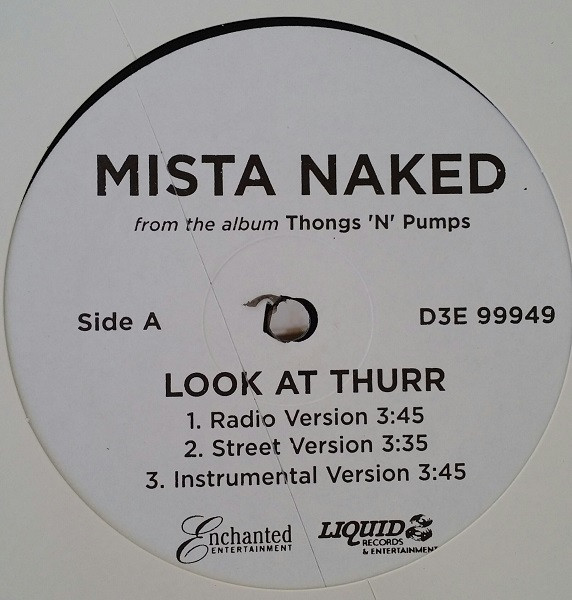 MISTA NAKED
from the album Thongs 'N' Pumps
Side A
D3E 99949
LOOK AT THURR
1. Radio Version 3:45
2. Street Version 3:35
3. Instrumental Version 3:45
Enchanted
ENTERTAINMENT
LIQUID 8
RECORDS
& ENTERTAINMENT